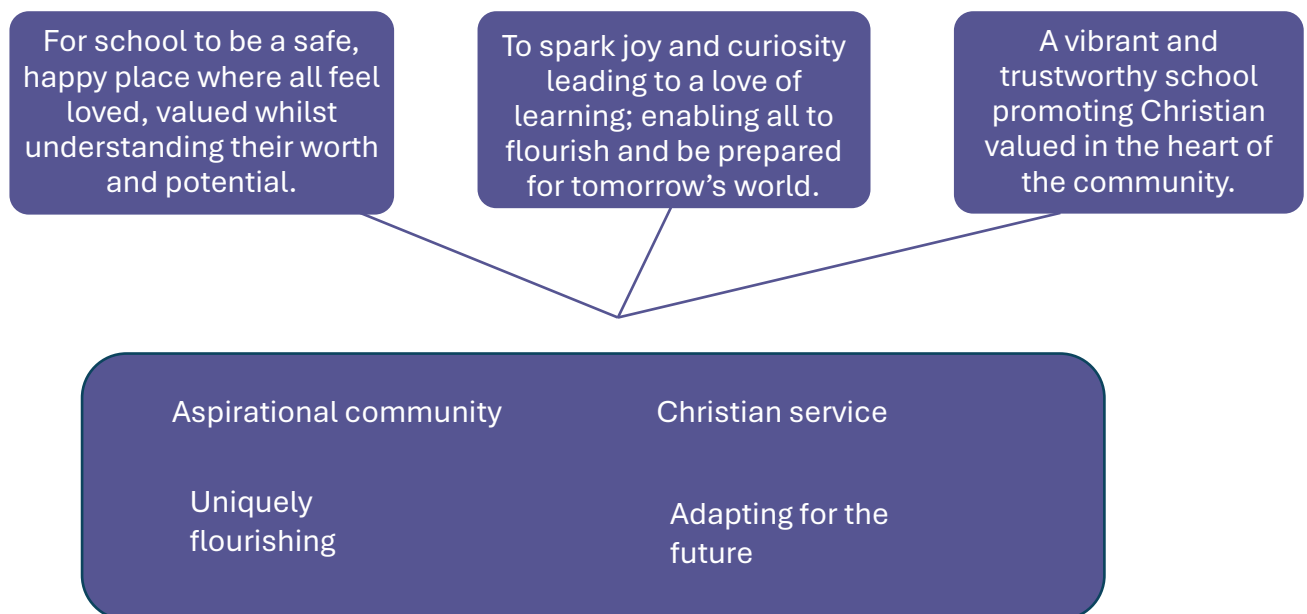 For school to be a safe,
happy place where all feel
loved, valued whilst
understanding their worth
and potential.
To spark joy and curiosity
leading to a love of
learning; enabling all to
flourish and be prepared
for tomorrow’s world.
A vibrant and
trustworthy school
promoting Christian
valued in the heart of
the community.
Aspirational community
Christian service
Uniquely
flourishing
Adapting for the
future